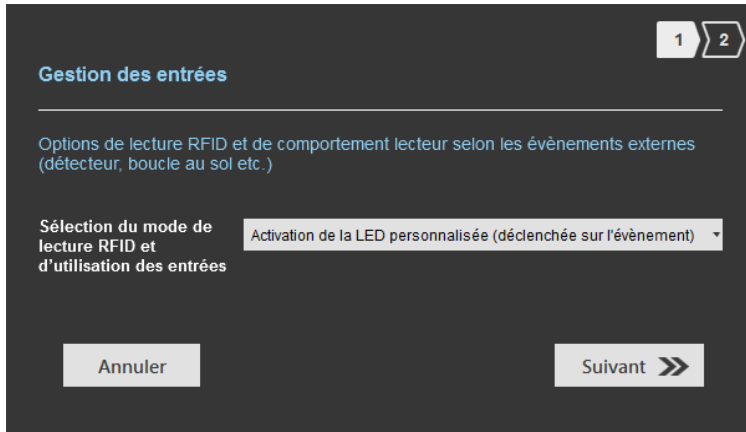 1 2
Gestion des entrées
Options de lecture RFID et de comportement lecteur selon les évènements externes
(détecteur, boucle au sol etc.)
Sélection du mode de
lecture RFID et
d'utilisation des entrées
Activation de la LED personnalisée (déclenchée sur l'évènement)
Annuler
Suivant